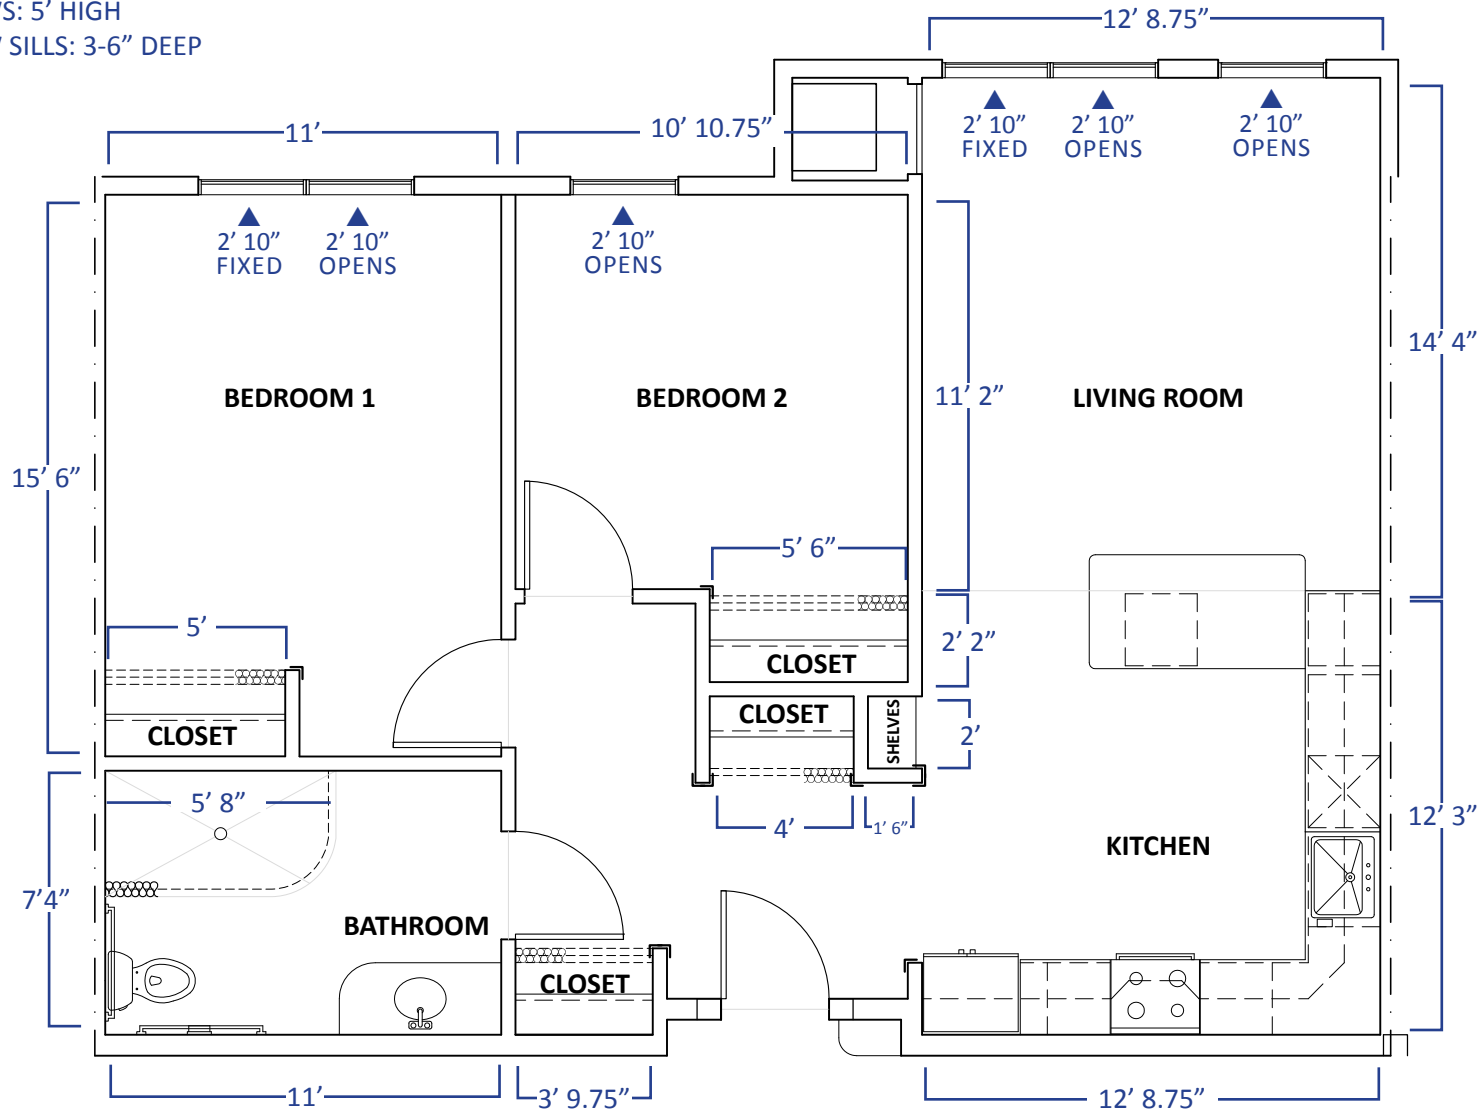 S: 5’ HIGH
SILLS: 3-6” DEEP
12’ 8.75”
11’
10’ 10.75”
2’ 10”
FIXED
2’ 10”
OPENS
2’ 10”
OPENS
2’ 10”
FIXED
2’ 10”
OPENS
2’ 10”
OPENS
14’ 4”
BEDROOM 1
BEDROOM 2
11’ 2”
LIVING ROOM
15’ 6”
5’ 6”
5’
2’ 2”
CLOSET
CLOSET
CLOSET
SHELVES
2’
5’ 8”
4’
1’ 6”
12’ 3”
KITCHEN
7’4”
BATHROOM
CLOSET
11’
3’ 9.75”
12’ 8.75”